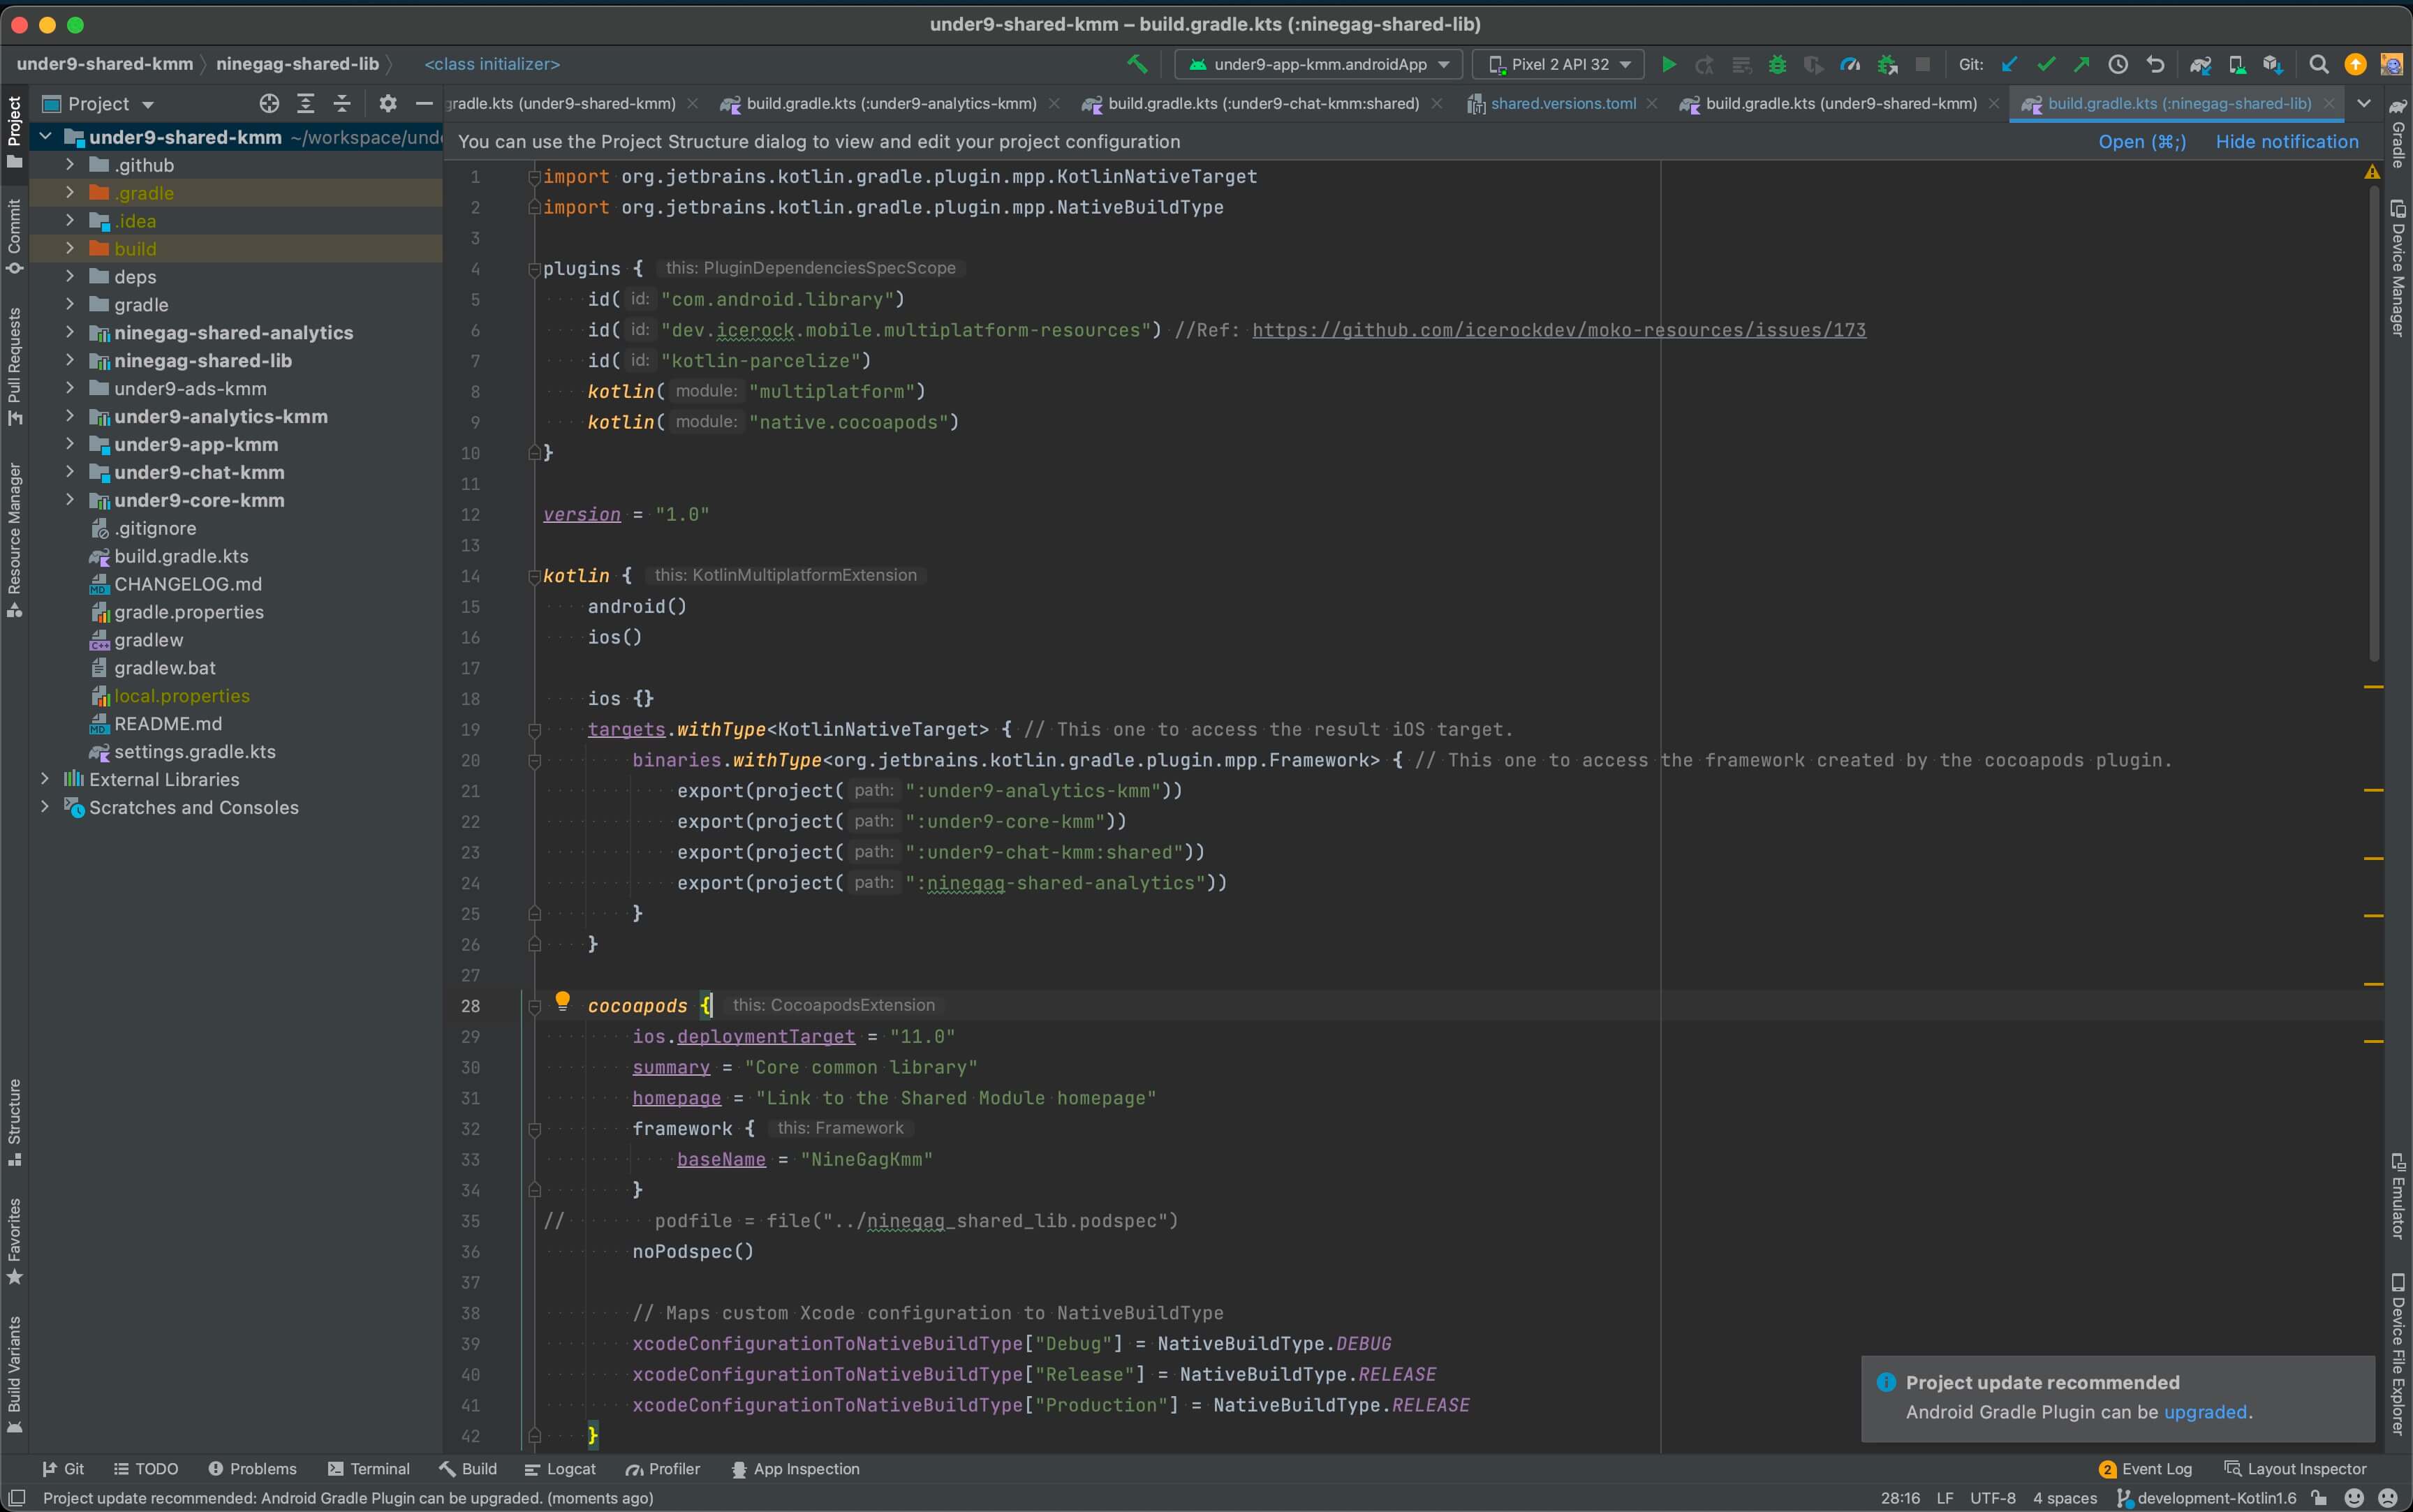 under9-shared-kmm – build.gradle.kts (:ninegag-shared-lib)
under9-shared-kmm ninegag-shared-lib <class initializer> under9-app-kmm.androidApp Pixel 2 API 32 Git:
Project
radle.kts (under9-shared-kmm) build.gradle.kts (:under9-analytics-kmm) build.gradle.kts (:under9-chat-kmm:shared) shared.versions.toml build.gradle.kts (under9-shared-kmm) build.gradle.kts (:ninegag-shared-lib)
You can use the Project Structure dialog to view and edit your project configuration Open (⌘;) Hide notification
Project
Commit
Pull Requests
Resource Manager
Structure
Favorites
Build Variants
under9-shared-kmm ~/workspace/unde
.github
.gradle
.idea
build
deps
gradle
ninegag-shared-analytics
ninegag-shared-lib
under9-ads-kmm
under9-analytics-kmm
under9-app-kmm
under9-chat-kmm
under9-core-kmm
.gitignore
build.gradle.kts
CHANGELOG.md
gradle.properties
gradlew
gradlew.bat
local.properties
README.md
settings.gradle.kts
External Libraries
Scratches and Consoles
1 import org.jetbrains.kotlin.gradle.plugin.mpp.KotlinNativeTarget
2 import org.jetbrains.kotlin.gradle.plugin.mpp.NativeBuildType
3
4 plugins { this: PluginDependenciesSpecScope
5 id( id: "com.android.library")
6 id( id: "dev.icerock.mobile.multiplatform-resources") //Ref: https://github.com/icerockdev/moko-resources/issues/173
7 id( id: "kotlin-parcelize")
8 kotlin( module: "multiplatform")
9 kotlin( module: "native.cocoapods")
10 }
11
12 version = "1.0"
13
14 kotlin { this: KotlinMultiplatformExtension
15 android()
16 ios()
17
18 ios {}
19 targets.withType<KotlinNativeTarget> { // This one to access the result iOS target.
20 binaries.withType<org.jetbrains.kotlin.gradle.plugin.mpp.Framework> { // This one to access the framework created by the cocoapods plugin.
21 export(project( path: ":under9-analytics-kmm"))
22 export(project( path: ":under9-core-kmm"))
23 export(project( path: ":under9-chat-kmm:shared"))
24 export(project( path: ":ninegag-shared-analytics"))
25 }
26 }
27
28 cocoapods { this: CocoapodsExtension
29 ios.deploymentTarget = "11.0"
30 summary = "Core common library"
31 homepage = "Link to the Shared Module homepage"
32 framework { this: Framework
33 baseName = "NineGagKmm"
34 }
35 // podfile = file("../ninegag_shared_lib.podspec")
36 noPodspec()
37
38 // Maps custom Xcode configuration to NativeBuildType
39 xcodeConfigurationToNativeBuildType["Debug"] = NativeBuildType.DEBUG
40 xcodeConfigurationToNativeBuildType["Release"] = NativeBuildType.RELEASE
41 xcodeConfigurationToNativeBuildType["Production"] = NativeBuildType.RELEASE
42 }
Gradle
Device Manager
Emulator
Device File Explorer
Project update recommended
Android Gradle Plugin can be upgraded.
Git TODO Problems Terminal Build Logcat Profiler App Inspection 2 Event Log Layout Inspector
Project update recommended: Android Gradle Plugin can be upgraded. (moments ago) 28:16 LF UTF-8 4 spaces development-Kotlin1.6